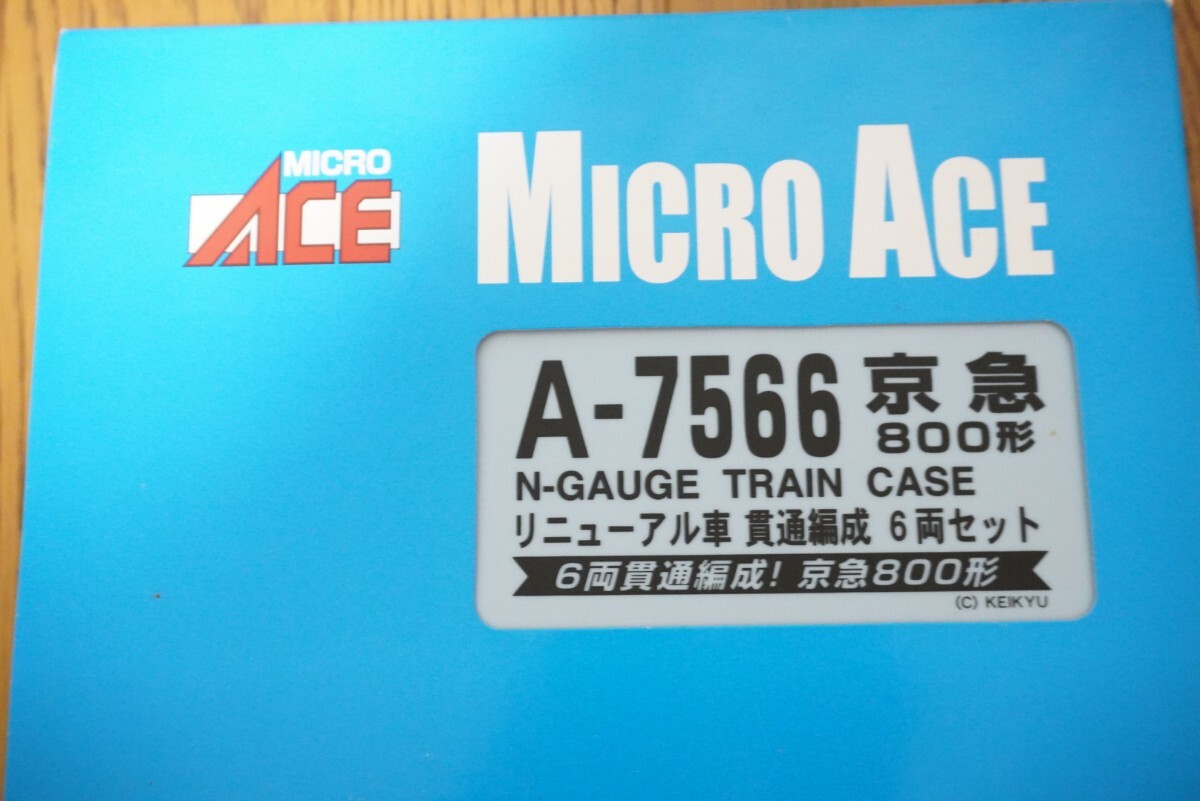 MICRO
ACE
MICRO ACE
A-7566 京急
800形
N-GAUGE TRAIN CASE
リニューアル車 貫通編成 6両セット
6両貫通編成! 京急800形
(C) KEIKYU